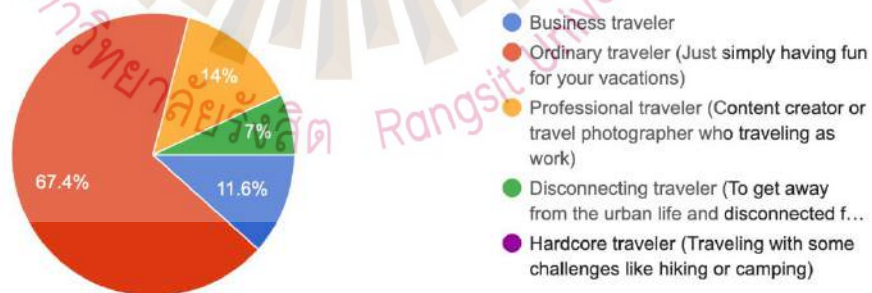 14%
7%
67.4%
11.6%
Business traveler
Ordinary traveler (Just simply having fun
for your vacations)
Professional traveler (Content creator or
travel photographer who traveling as
work)
Disconnecting traveler (To get away
from the urban life and disconnected f...
Hardcore traveler (Traveling with some
challenges like hiking or camping)
Rangsit